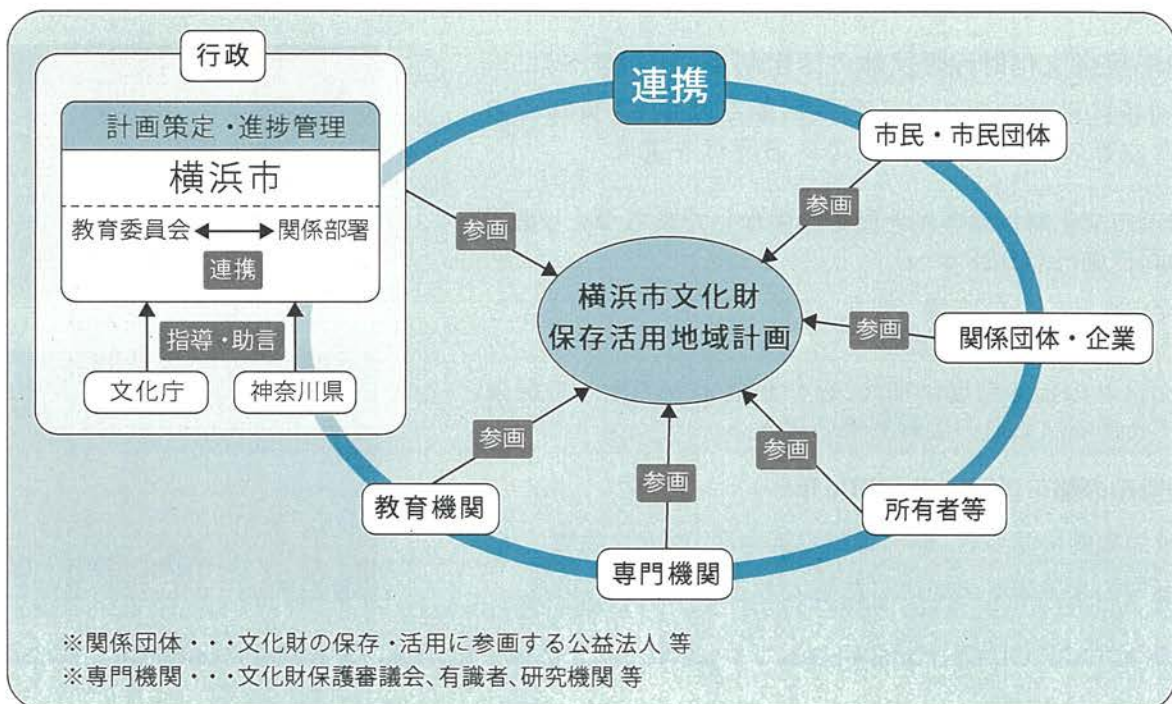 行政
計画策定・進捗管理
横浜市
教育委員会 関係部署
連携
指導・助言
文化庁 神奈川県
連携
市民・市民団体
参画
参画
横浜市文化財
保存活用地域計画
参画
関係団体・企業
参画
参画
参画
教育機関
専門機関
所有者等
※関係団体・・・文化財の保存・活用に参画する公益法人 等
※専門機関・・・文化財保護審議会、有識者、研究機関 等